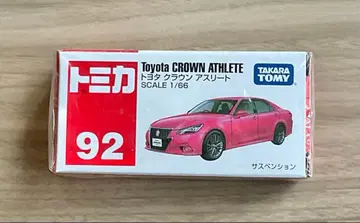 トミカ
92
Toyota CROWN ATHLETE
トヨタ クラウン アスリート
SCALE 1/66
TAKARA
TOMY
サスペンション